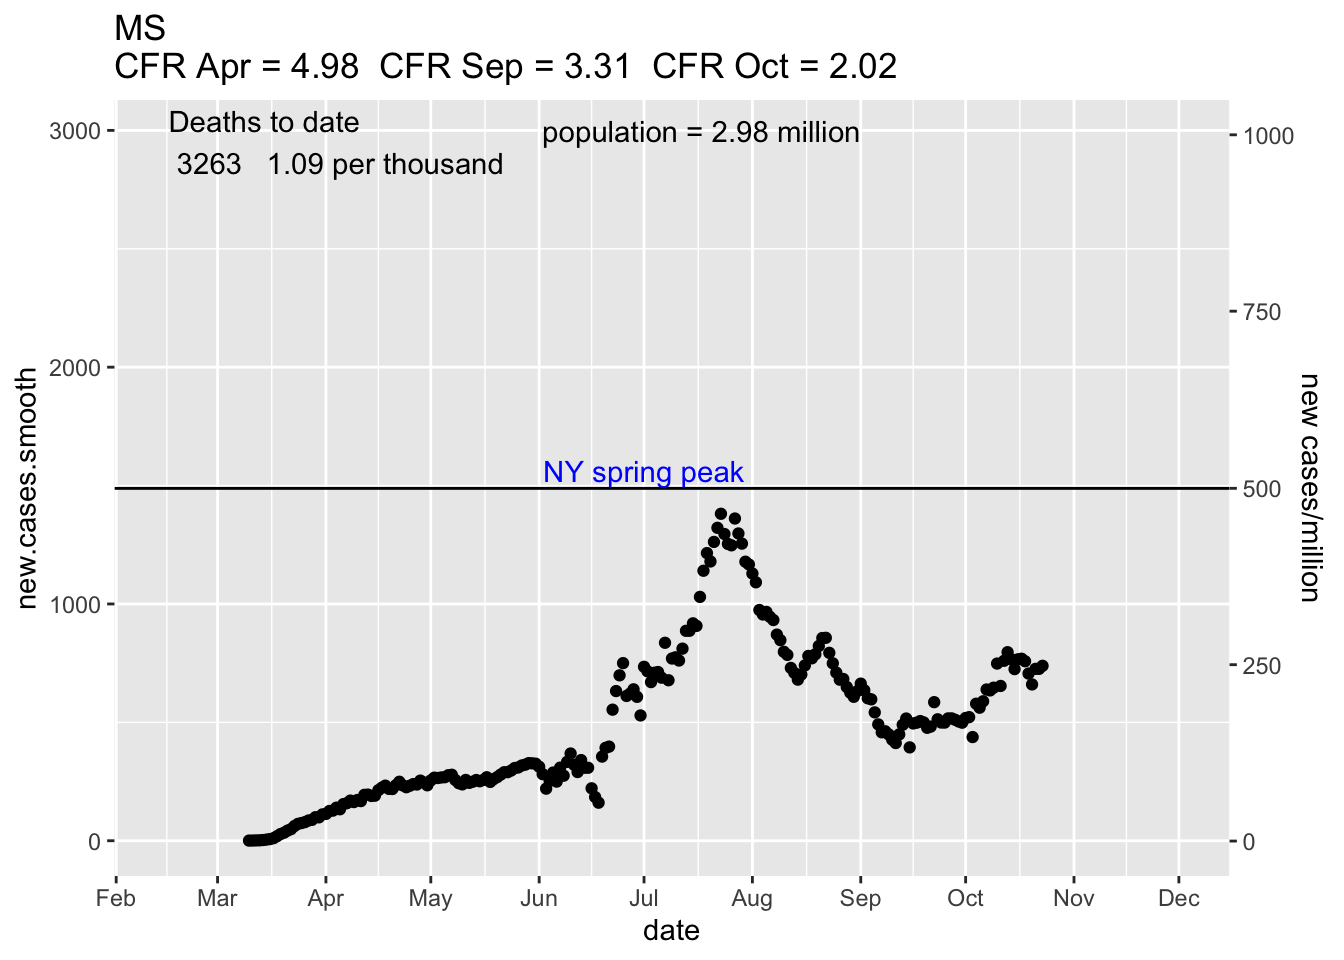 MS
CFR Apr = 4.98  CFR Sep = 3.31  CFR Oct = 2.02
Deaths to date
3263   1.09 per thousand
population = 2.98 million
NY spring peak
new.cases.smooth
3000
2000
1000
0
new cases/million
1000
750
500
250
0
Feb Mar Apr May Jun Jul Aug Sep Oct Nov Dec
date